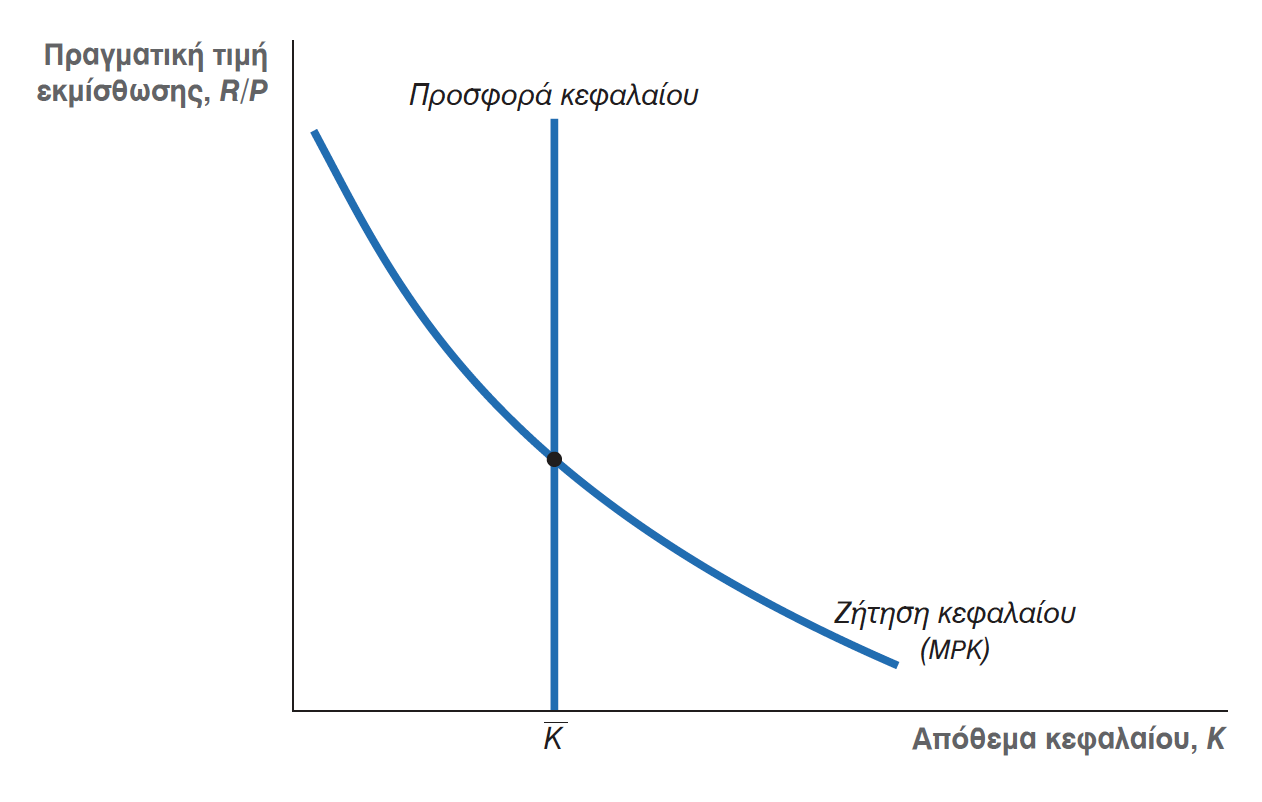 Πραγματική τιμή
εκμίσθωσης, R/P
Προσφορά κεφαλαίου
Ζήτηση κεφαλαίου
(MPK)
K̅
Απόθεμα κεφαλαίου, K